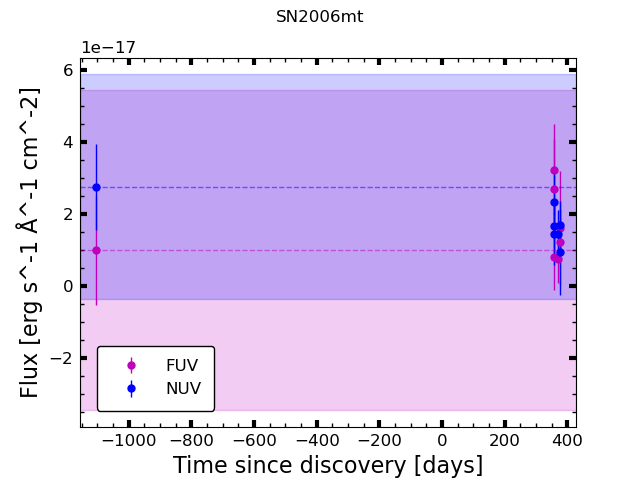 SN2006mt
1e−17
6
4
2
0
−2
Flux [erg s^-1 Å^-1 cm^-2]
FUV
NUV
−1000 −800 −600 −400 −200 0 200 400
Time since discovery [days]